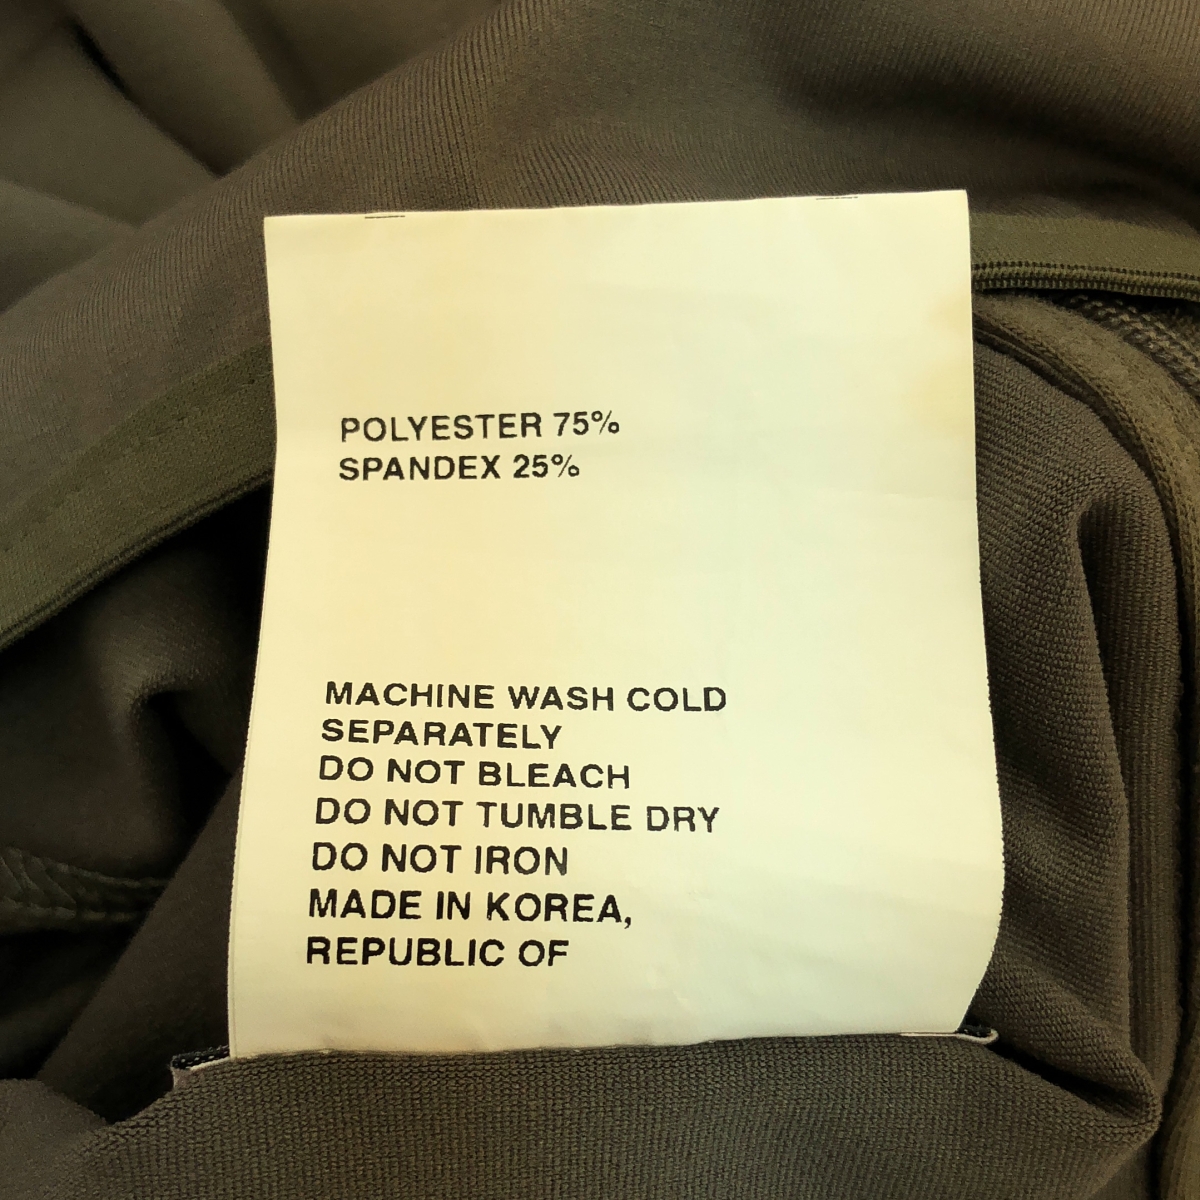 POLYESTER 75%
SPANDEX 25%
MACHINE WASH COLD
SEPARATELY
DO NOT BLEACH
DO NOT TUMBLE DRY
DO NOT IRON
MADE IN KOREA,
REPUBLIC OF